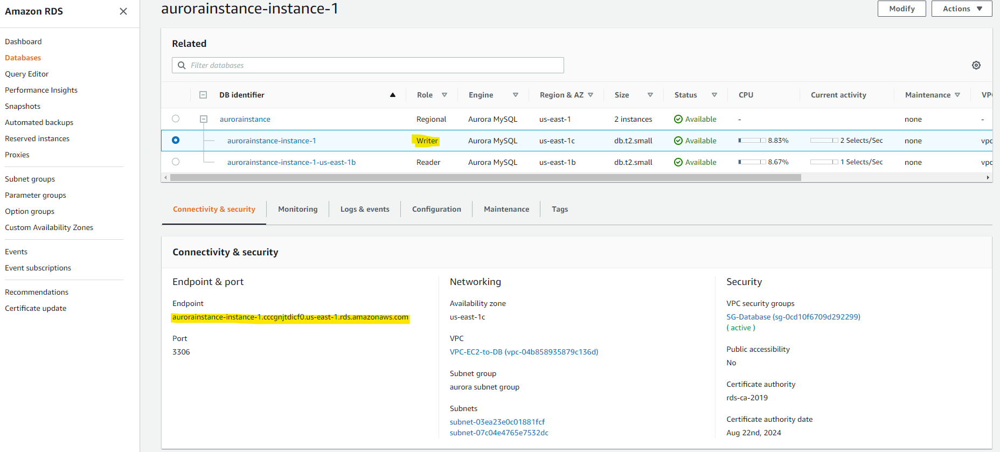 Amazon RDS
Dashboard
Databases
Query Editor
Performance Insights
Snapshots
Automated backups
Reserved instances
Proxies
Subnet groups
Parameter groups
Option groups
Custom Availability Zones
Events
Event subscriptions
Recommendations
Certificate update
aurorainstance-instance-1
Modify
Actions
Related
Filter databases
DB identifier Role Engine Region & AZ Size Status CPU Current activity Maintenance VPC
aurorainstance Regional Aurora MySQL us-east-1 2 instances Available - none -
aurorainstance-instance-1 Writer Aurora MySQL us-east-1c db.t2.small Available 8.83% 2 Selects/Sec none vpc
aurorainstance-instance-1-us-east-1b Reader Aurora MySQL us-east-1b db.t2.small Available 8.67% 1 Selects/Sec none vpc
Connectivity & security Monitoring Logs & events Configuration Maintenance Tags
Connectivity & security
Endpoint & port
Endpoint
aurorainstance-instance-1.cccgnjtdicf0.us-east-1.rds.amazonaws.com
Port
3306
Networking
Availability zone
us-east-1c
VPC
VPC-EC2-to-DB (vpc-04b858935879c136d)
Subnet group
aurora subnet group
Subnets
subnet-03ea23e0c01881fcf
subnet-07c04e4765e7532dc
Security
VPC security groups
SG-Database (sg-0cd10f6709d292299)
( active )
Public accessibility
No
Certificate authority
rds-ca-2019
Certificate authority date
Aug 22nd, 2024